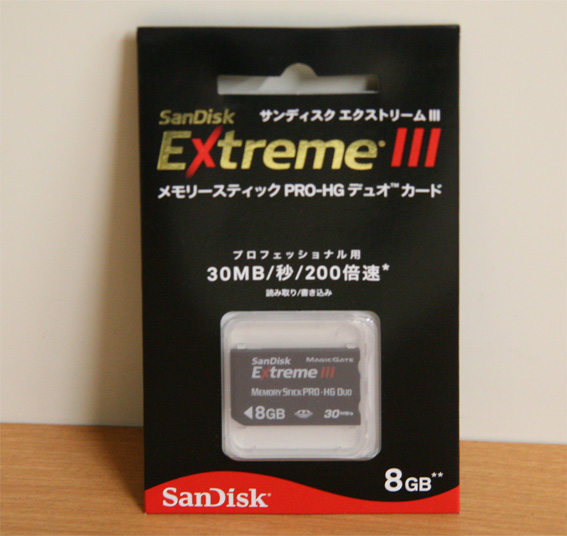 SanDisk サンディスク エクストリーム III
Extreme III
メモリースティック PRO-HG デュオ™ カード
プロフェッショナル用
30MB/秒/200倍速*
読み取り/書き込み
SanDisk MAGICGATE
Extreme III
MEMORY STICK PRO-HG DUO
8GB 30MB/s
8GB**
SanDisk